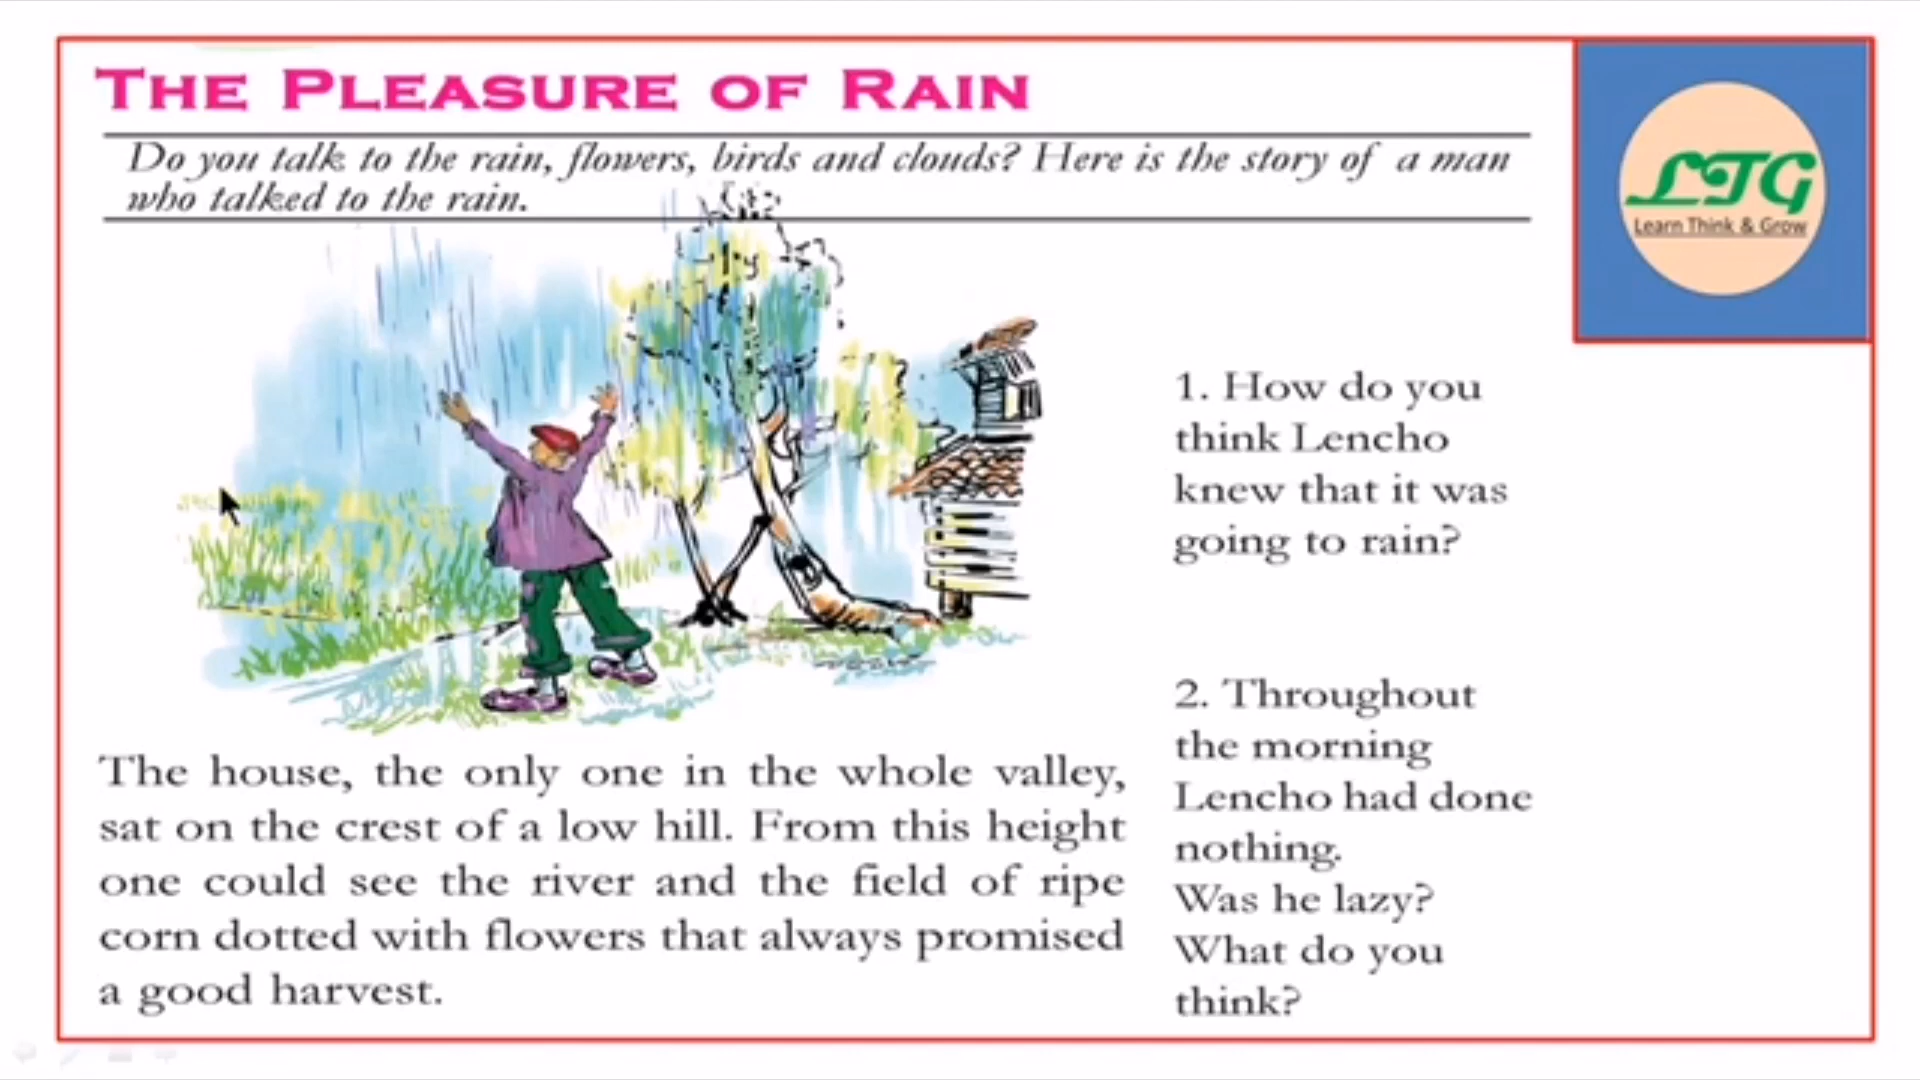 THE PLEASURE OF RAIN
Do you talk to the rain, flowers, birds and clouds? Here is the story of a man
who talked to the rain.
LTG
Learn Think & Grow
1. How do you
think Lencho
knew that it was
going to rain?
2. Throughout
the morning
Lencho had done
nothing.
Was he lazy?
What do you
think?
The house, the only one in the whole valley,
sat on the crest of a low hill. From this height
one could see the river and the field of ripe
corn dotted with flowers that always promised
a good harvest.